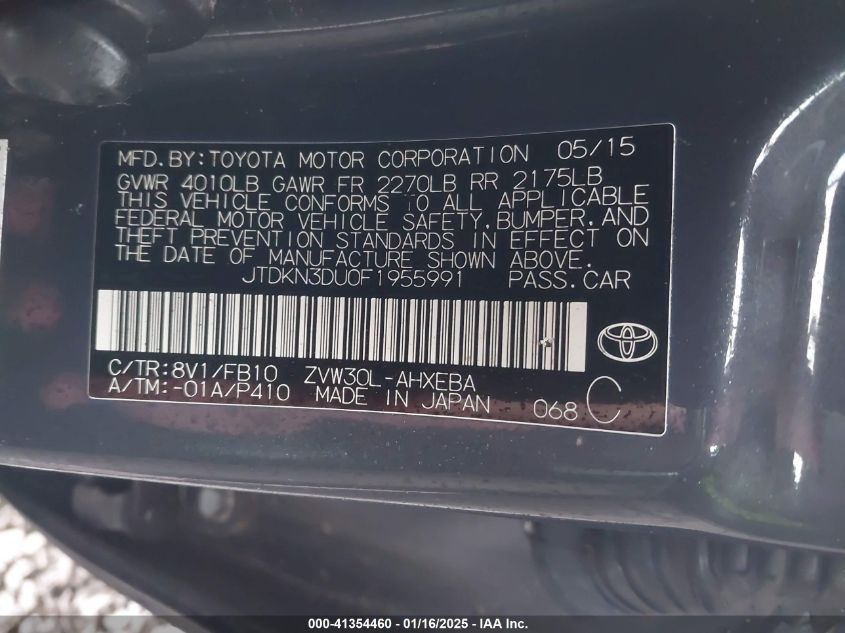 MFD. BY: TOYOTA MOTOR CORPORATION 05/15
GVWR 4010LB GAWR FR 2270LB RR 2175LB
THIS VEHICLE CONFORMS TO ALL APPLICABLE
FEDERAL MOTOR VEHICLE SAFETY, BUMPER, AND
THEFT PREVENTION STANDARDS IN EFFECT ON
THE DATE OF MANUFACTURE SHOWN ABOVE.
JTDKN3DU0F1955991 PASS. CAR
C/TR: 8V1/FB10 ZVW30L-AHXEBA
A/TM: -01A/P410 MADE IN JAPAN 068 C
000-41354460 - 01/16/2025 - IAA Inc.